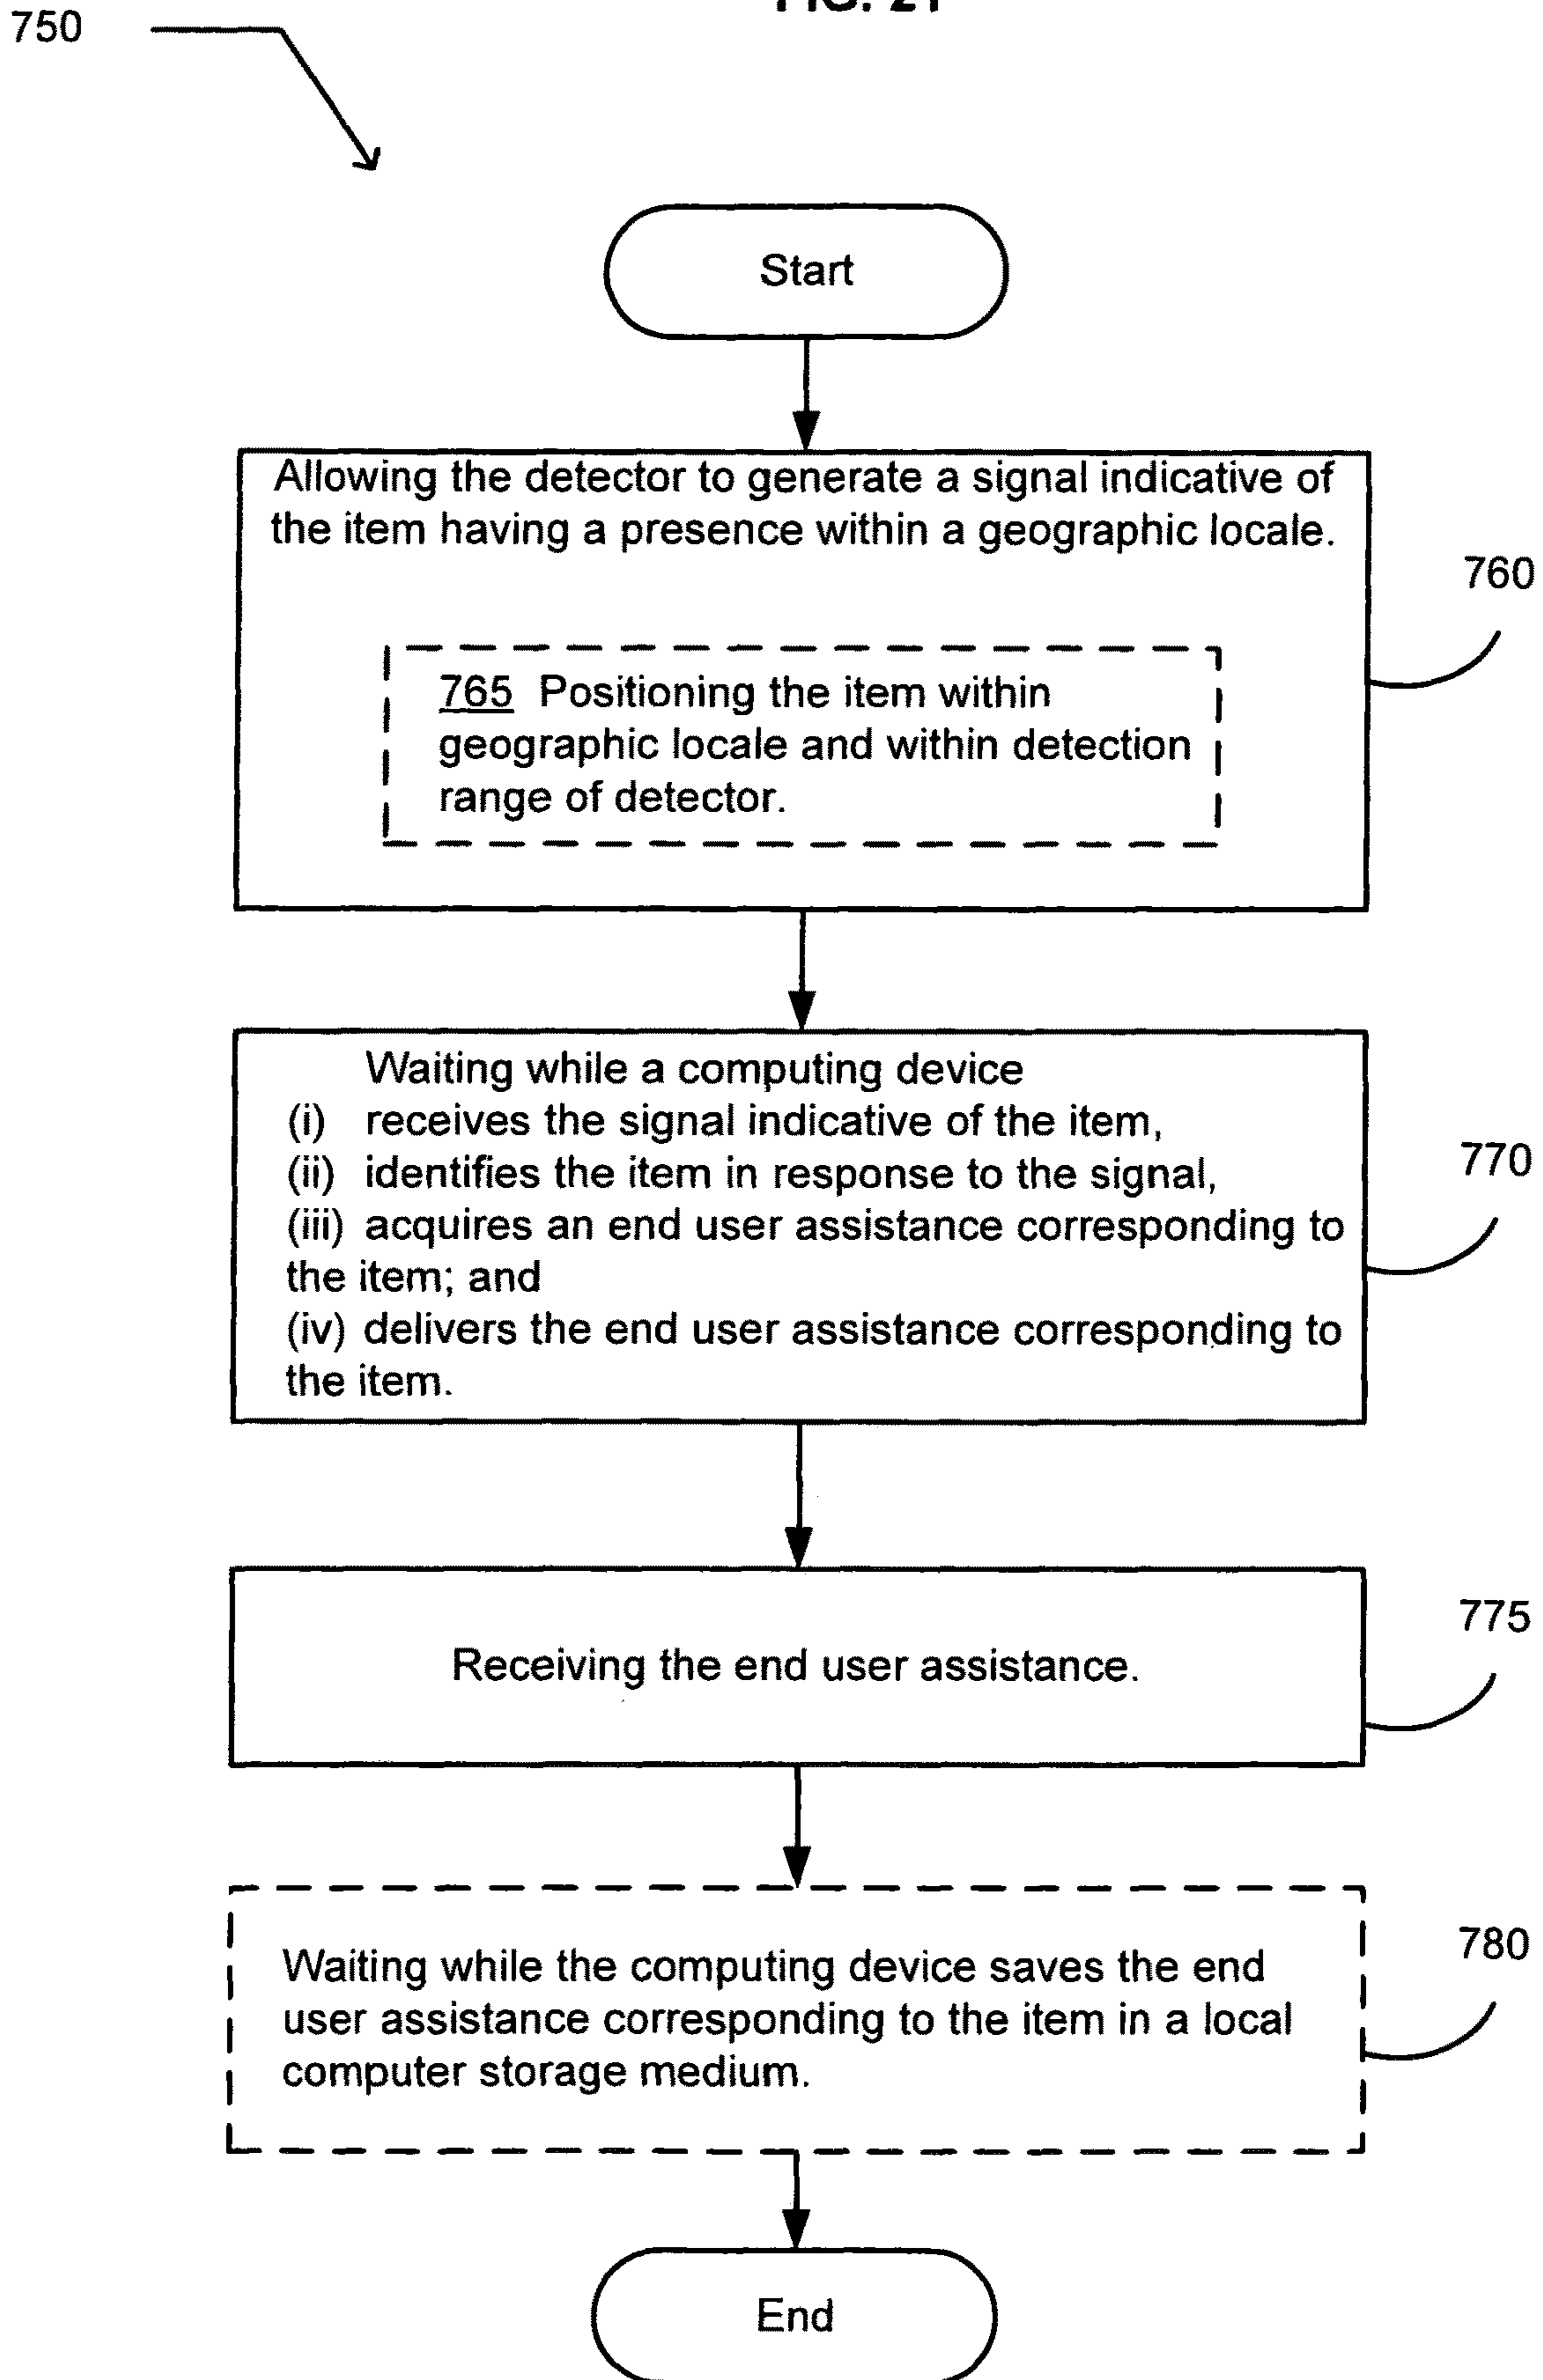 750
Start
Allowing the detector to generate a signal indicative of
the item having a presence within a geographic locale.
760
765 Positioning the item within
geographic locale and within detection
range of detector.
Waiting while a computing device
(i) receives the signal indicative of the item,
(ii) identifies the item in response to the signal,
770
(iii) acquires an end user assistance corresponding to
the item; and
(iv) delivers the end user assistance corresponding to
the item.
775
Receiving the end user assistance.
780
Waiting while the computing device saves the end
user assistance corresponding to the item in a local
computer storage medium.
End